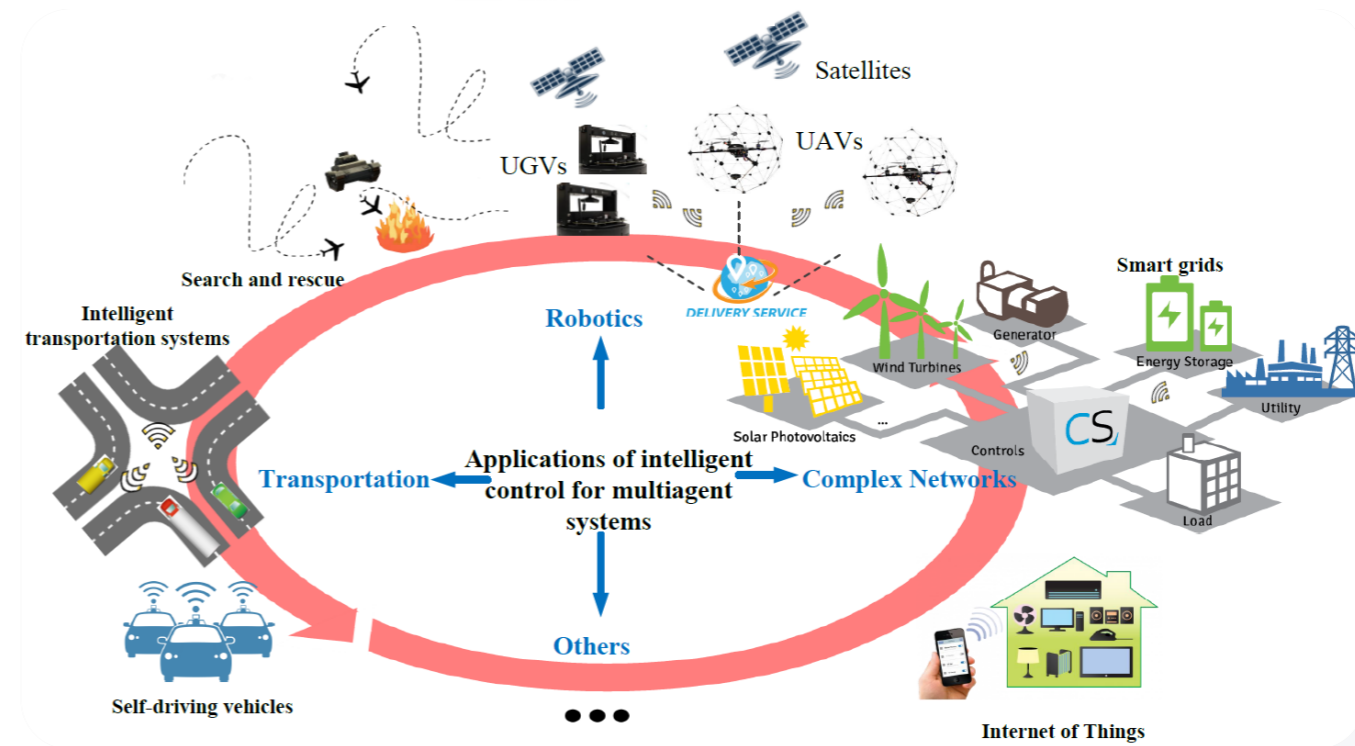 Satellites
UAVs
UGVs
Search and rescue
Smart grids
Intelligent
transportation systems
DELIVERY SERVICE
Robotics
Generator
Energy Storage
Wind Turbines
Utility
Solar Photovoltaics
...
Controls
CS
Load
Transportation
Applications of intelligent
control for multiagent
systems
Complex Networks
Others
Self-driving vehicles
Internet of Things